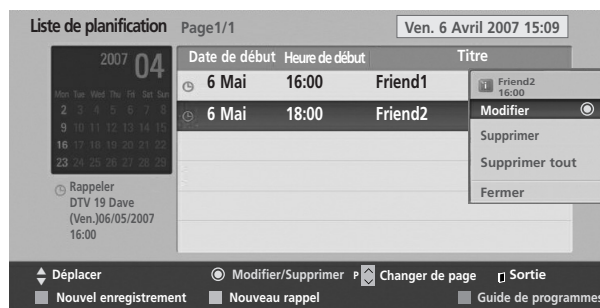 Liste de planification Page1/1 Ven. 6 Avril 2007 15:09
2007 04
Mon Tue Wed Thu Fri Sat Sun
2 3 4 5 6 7 8
9 10 11 12 13 14 15
16 17 18 19 20 21 22
23 24 25 26 27 28 29
Rappeler
DTV 19 Dave
(Ven.)06/05/2007
16:00
Date de début Heure de début Titre
6 Mai 16:00 Friend1
6 Mai 18:00 Friend2
Friend2
16:00
Modifier
Supprimer
Supprimer tout
Fermer
Déplacer Modifier/Supprimer P Changer de page Sortie
Nouvel enregistrement Nouveau rappel Guide de programmes